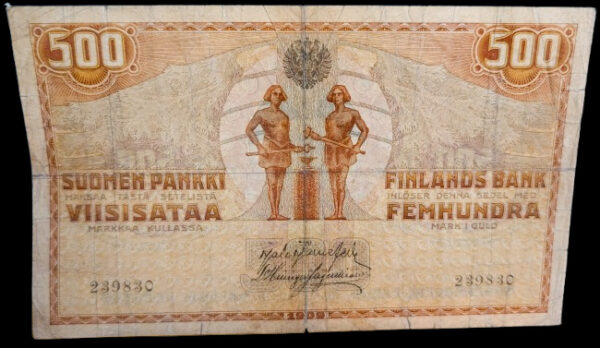 500
500
SUOMEN PANKKI
MAKSAA TÄSTÄ SETELISTÄ
VIISISATAA
MARKKAA KULLASSA
FINLANDS BANK
INLÖSER DENNA SEDEL MED
FEMHUNDRA
MARK I GULD
239830
239830
1909